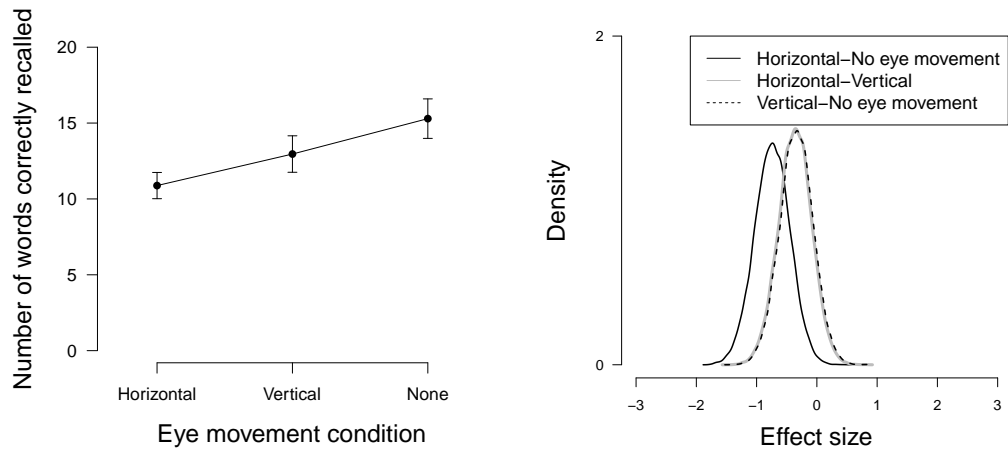 Number of words correctly recalled
20
15
10
5
0
Horizontal
Vertical
None
Eye movement condition
Density
2
0
Horizontal−No eye movement
Horizontal−Vertical
Vertical−No eye movement
−3
−2
−1
0
1
2
3
Effect size